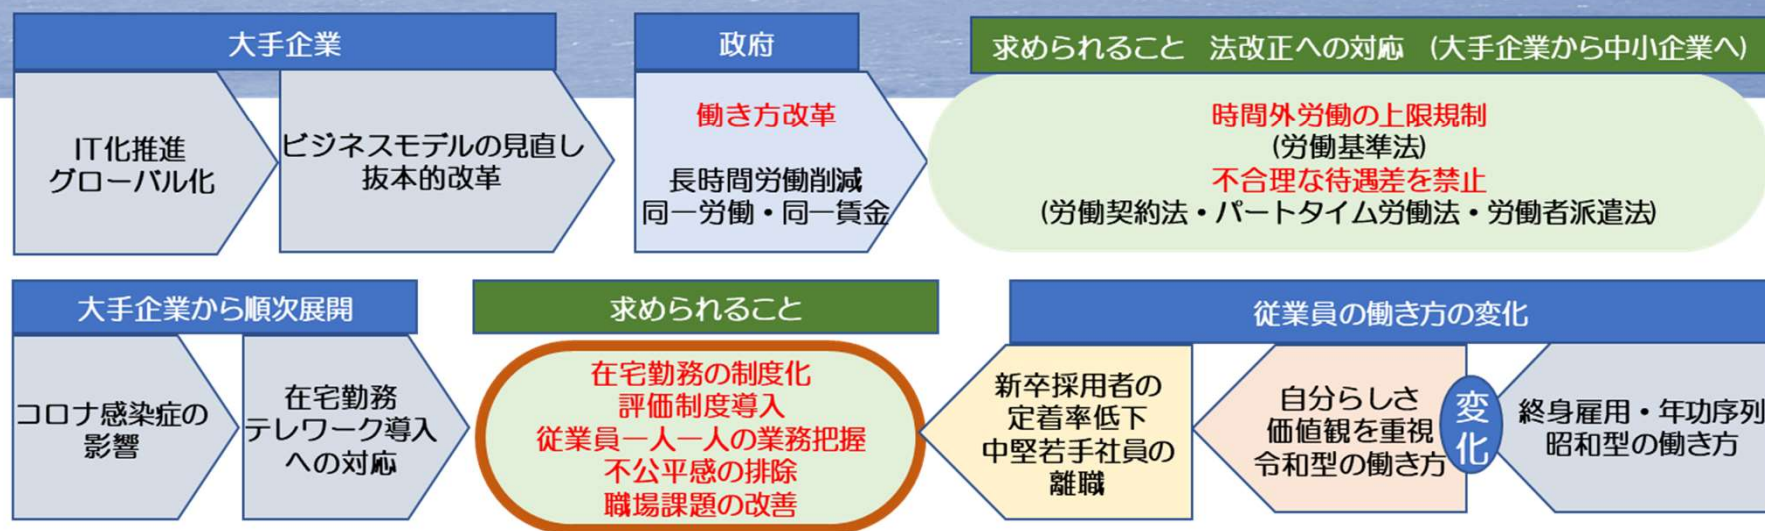 大手企業
IT化推進
グローバル化
ビジネスモデルの見直し
抜本的改革
政府
働き方改革
長時間労働削減
同一労働・同一賃金
求められること 法改正への対応 (大手企業から中小企業へ)
時間外労働の上限規制
(労働基準法)
不合理な待遇差を禁止
(労働契約法・パートタイム労働法・労働者派遣法)
大手企業から順次展開
コロナ感染症の
影響
在宅勤務
テレワーク導入
への対応
求められること
在宅勤務の制度化
評価制度導入
従業員一人一人の業務把握
不公平感の排除
職場課題の改善
従業員の働き方の変化
新卒採用者の
定着率低下
中堅若手社員の
離職
自分らしさ
価値観を重視
令和型の働き方
変化
終身雇用・年功序列
昭和型の働き方